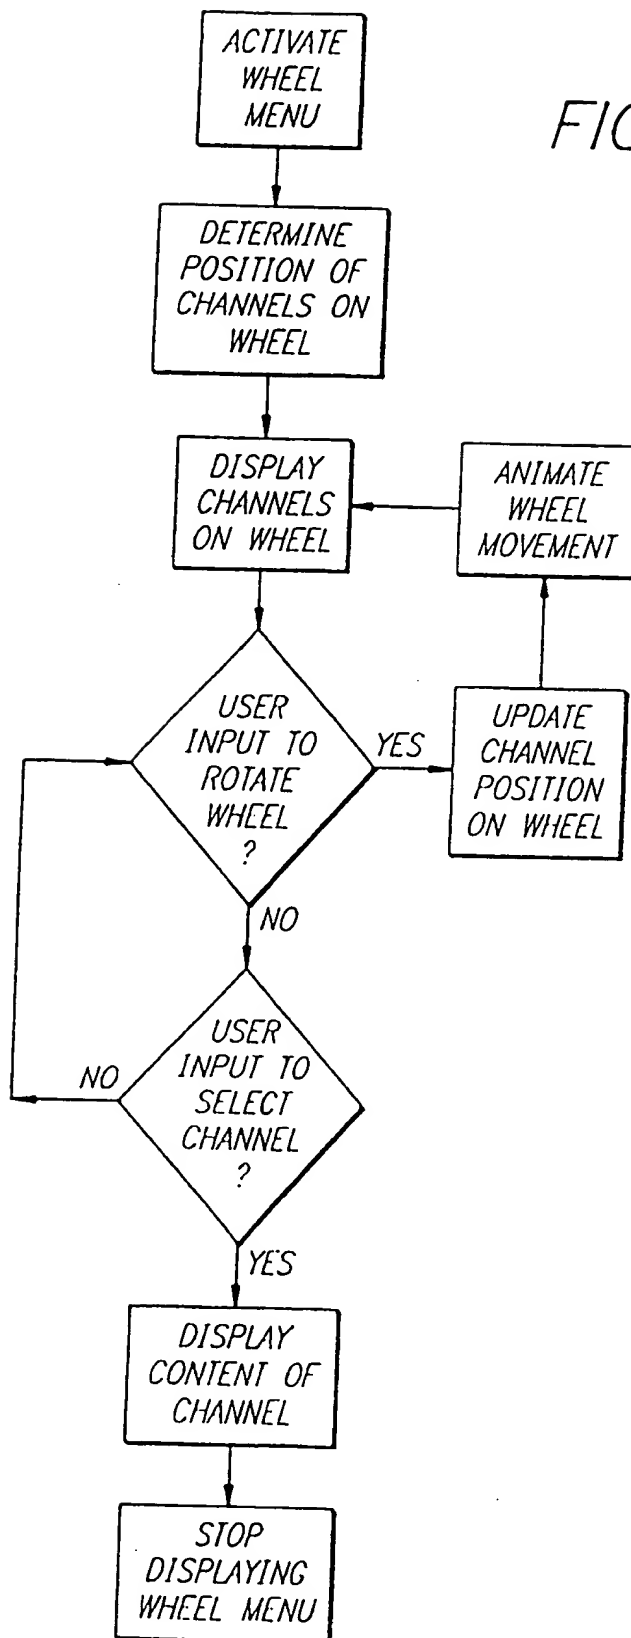 ACTIVATE
WHEEL
MENU
FIG
DETERMINE
POSITION OF
CHANNELS ON
WHEEL
DISPLAY
CHANNELS
ON WHEEL
ANIMATE
WHEEL
MOVEMENT
USER
INPUT TO
ROTATE
WHEEL
?
YES
UPDATE
CHANNEL
POSITION
ON WHEEL
NO
USER
INPUT TO
SELECT
CHANNEL
?
NO
YES
DISPLAY
CONTENT OF
CHANNEL
STOP
DISPLAYING
WHEEL MENU